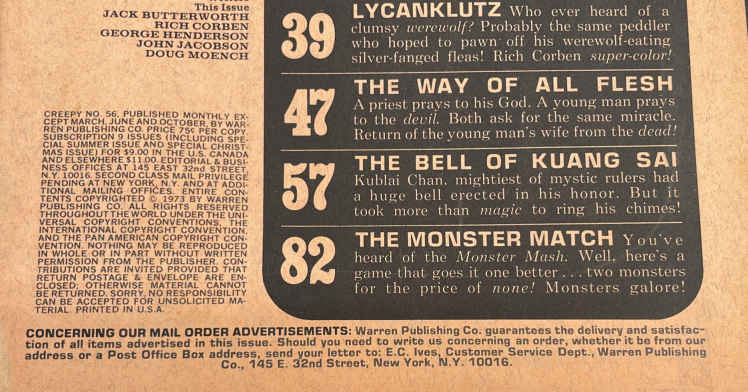 This Issue
JACK BUTTERWORTH
RICH CORBEN
GEORGE HENDERSON
JOHN JACOBSON
DOUG MOENCH
CREEPY NO. 56, PUBLISHED MONTHLY EX-
CEPT MARCH, JUNE AND OCTOBER, BY WAR-
REN PUBLISHING CO. PRICE 75¢ PER COPY.
SUBSCRIPTION 9 ISSUES (INCLUDING SPE-
CIAL SUMMER ISSUE AND SPECIAL CHRIST-
MAS ISSUE) FOR $9.00 IN THE U.S. CANADA
AND ELSEWHERE $11.00. EDITORIAL & BUSI-
NESS OFFICES AT 145 EAST 32nd STREET,
N.Y. 10016. SECOND CLASS MAIL PRIVILEGE
PENDING AT NEW YORK, N.Y. AND AT ADDI-
TIONAL MAILING OFFICES. ENTIRE CON-
TENTS COPYRIGHTED © 1973 BY WARREN
PUBLISHING CO. ALL RIGHTS RESERVED
THROUGHOUT THE WORLD UNDER THE UNI-
VERSAL COPYRIGHT CONVENTIONS, THE
INTERNATIONAL COPYRIGHT CONVENTION,
AND THE PAN AMERICAN COPYRIGHT CON-
VENTION. NOTHING MAY BE REPRODUCED
IN WHOLE OR IN PART WITHOUT WRITTEN
PERMISSION FROM THE PUBLISHER. CON-
TRIBUTIONS ARE INVITED PROVIDED THAT
RETURN POSTAGE & ENVELOPE ARE EN-
CLOSED; OTHERWISE MATERIAL CANNOT
BE RETURNED. SORRY, NO RESPONSIBILITY
CAN BE ACCEPTED FOR UNSOLICITED MA-
TERIAL. PRINTED IN U.S.A.
39
LYCANKLUTZ Who ever heard of a
clumsy werewolf? Probably the same peddler
who hoped to pawn off his werewolf-eating
silver-fanged fleas! Rich Corben super-color!
47
THE WAY OF ALL FLESH
A priest prays to his God. A young man prays
to the devil. Both ask for the same miracle.
Return of the young man's wife from the dead!
57
THE BELL OF KUANG SAI
Kublai Chan, mightiest of mystic rulers had
a huge bell erected in his honor. But it
took more than magic to ring his chimes!
82
THE MONSTER MATCH You've
heard of the Monster Mash. Well, here's a
game that goes it one better...two monsters
for the price of none! Monsters galore!
CONCERNING OUR MAIL ORDER ADVERTISEMENTS: Warren Publishing Co. guarantees the delivery and satisfac-
tion of all items advertised in this issue. Should you need to write us concerning an order, whether it be from our
address or a Post Office Box address, send your letter to: E.C. Ives, Customer Service Dept., Warren Publishing
Co., 145 E. 32nd Street, New York, N.Y. 10016.